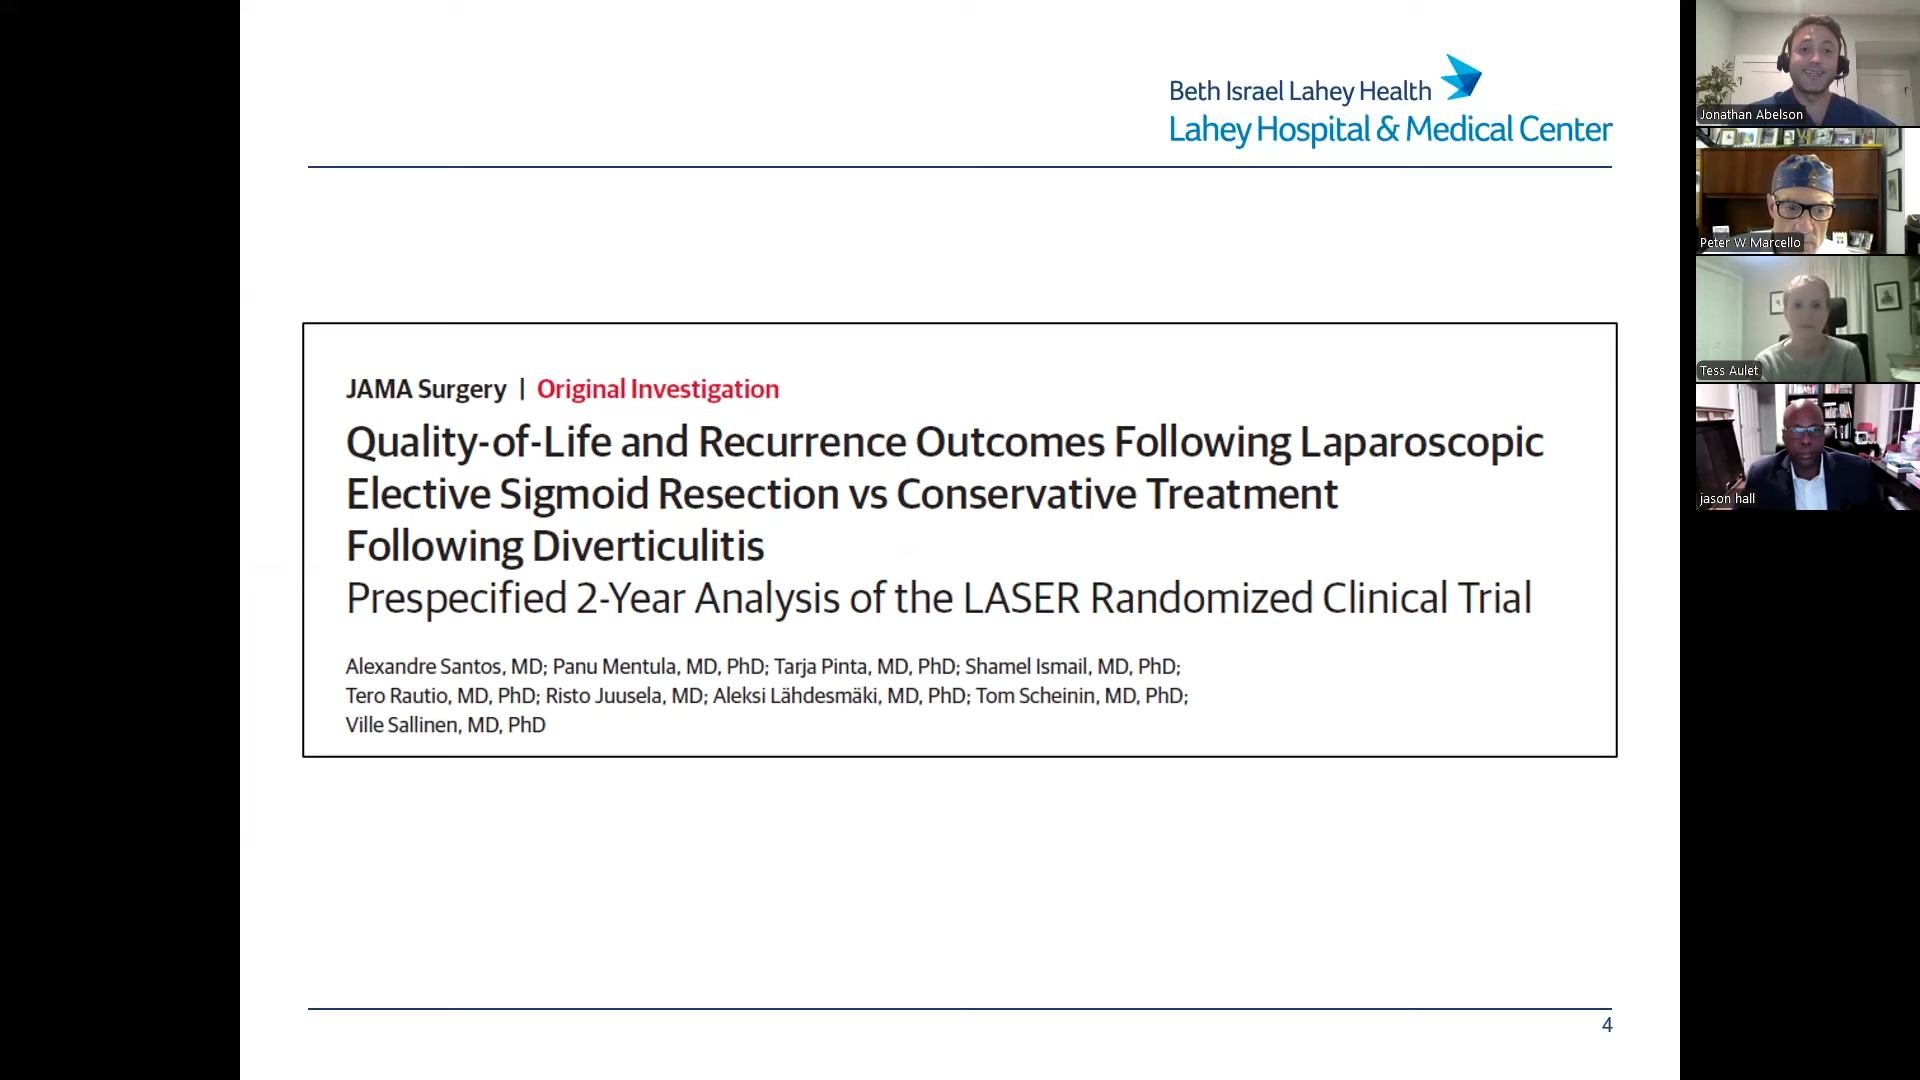 Beth Israel Lahey Health
Lahey Hospital & Medical Center
JAMA Surgery | Original Investigation
Quality-of-Life and Recurrence Outcomes Following Laparoscopic
Elective Sigmoid Resection vs Conservative Treatment
Following Diverticulitis
Prespecified 2-Year Analysis of the LASER Randomized Clinical Trial
Alexandre Santos, MD; Panu Mentula, MD, PhD; Tarja Pinta, MD, PhD; Shamel Ismail, MD, PhD;
Tero Rautio, MD, PhD; Risto Juusela, MD; Aleksi Lähdesmäki, MD, PhD; Tom Scheinin, MD, PhD;
Ville Sallinen, MD, PhD
4
Jonathan Abelson
Peter W Marcello
Tess Aulet
jason hall